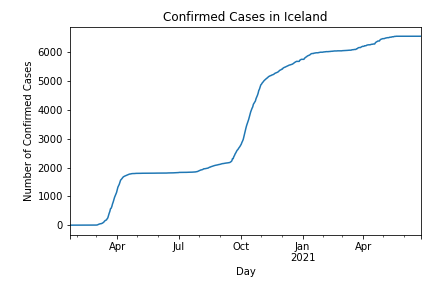 Confirmed Cases in Iceland
Number of Confirmed Cases
6000
5000
4000
3000
2000
1000
0
Apr Jul Oct Jan Apr
2021
Day